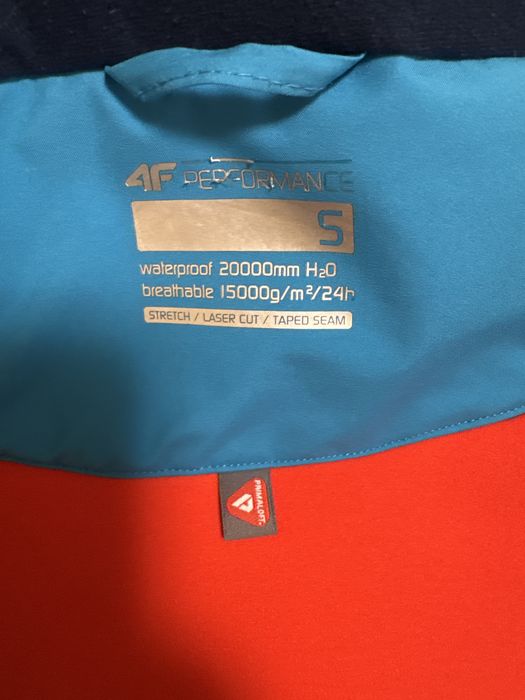 4F PERFORMANCE
S
waterproof 20000mm H₂O
breathable 15000g/m²/24h
STRETCH / LASER CUT / TAPED SEAM
PRIMALOFT